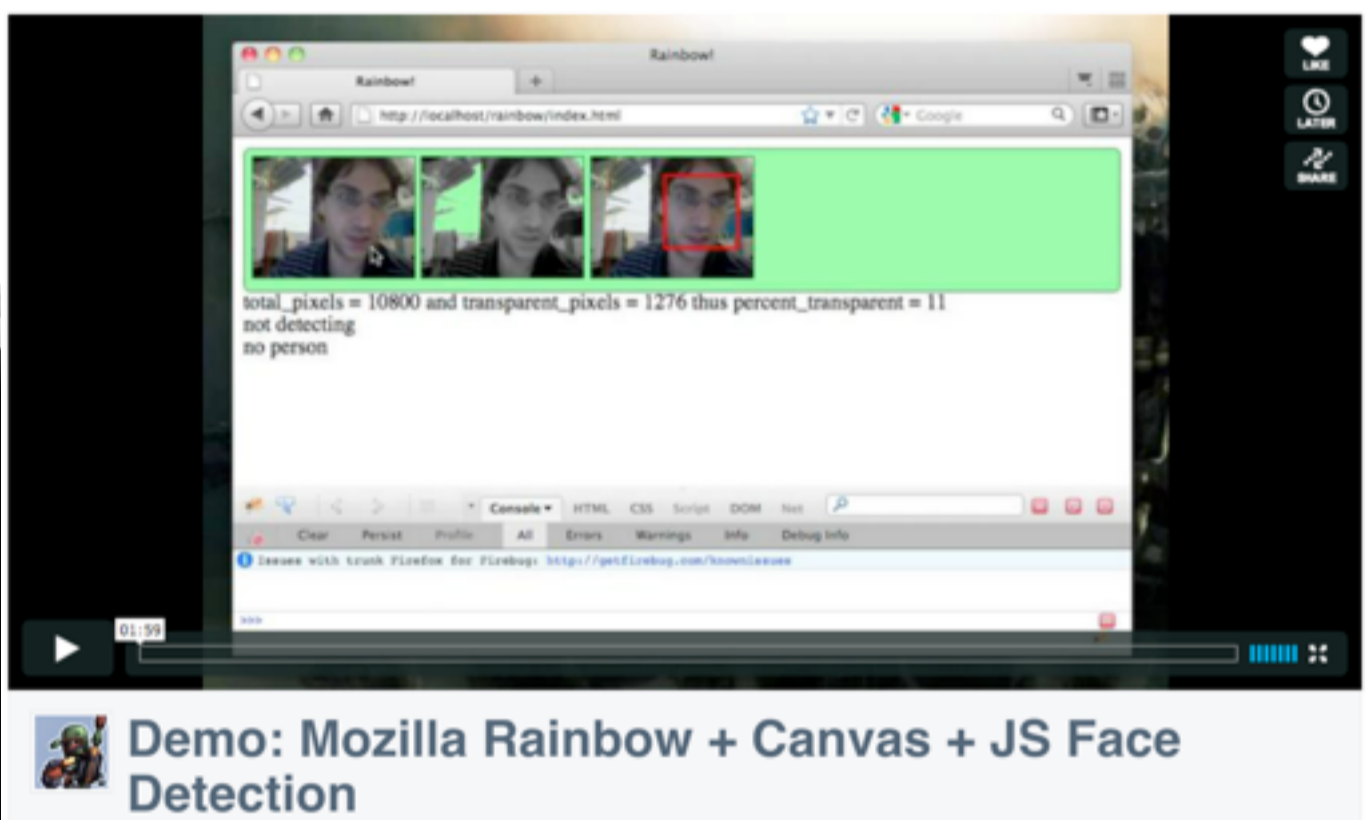 Rainbow!
LIKE
Rainbow!
+
http://localhost/rainbow/index.html
Google
LATER
SHARE
total_pixels = 10800 and transparent_pixels = 1276 thus percent_transparent = 11
not detecting
no person
Console HTML CSS Script DOM Net
Clear Persist Profile All Errors Warnings Info Debug Info
Issues with trunk Firefox for Firebug: http://getfirebug.com/knownissues
>>>
01:59
Demo: Mozilla Rainbow + Canvas + JS Face
Detection